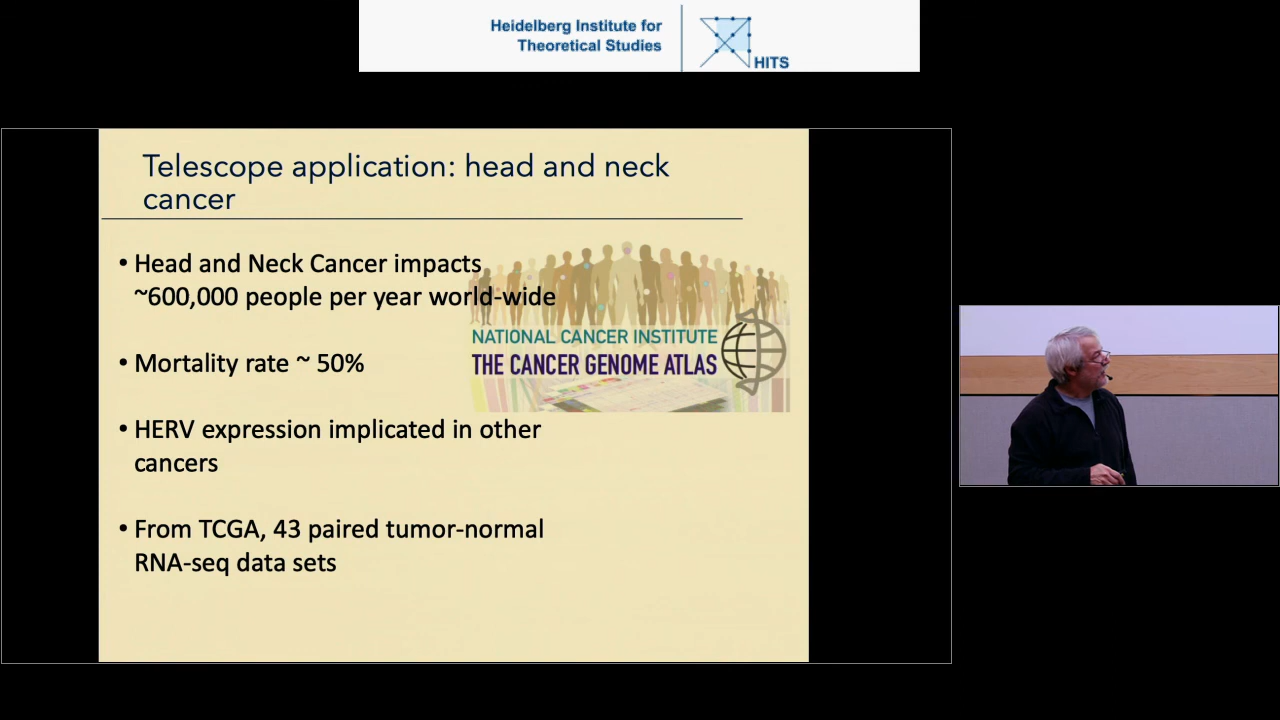 Heidelberg Institute for
Theoretical Studies
HITS
Telescope application: head and neck
cancer
• Head and Neck Cancer impacts
~600,000 people per year world-wide
NATIONAL CANCER INSTITUTE
THE CANCER GENOME ATLAS
• Mortality rate ~ 50%
• HERV expression implicated in other
cancers
• From TCGA, 43 paired tumor-normal
RNA-seq data sets